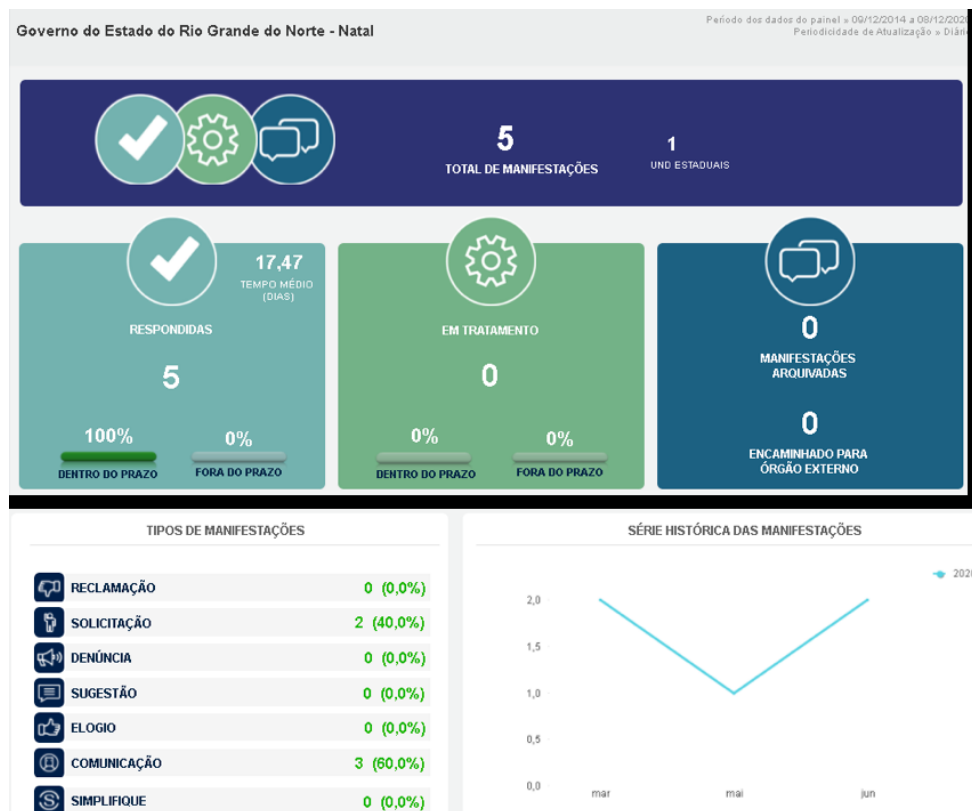 Governo do Estado do Rio Grande do Norte - Natal
Período dos dados do painel » 09/12/2014 a 08/12/2020
Periodicidade de Atualização » Diári
5
TOTAL DE MANIFESTAÇÕES
1
UND ESTADUAIS
17,47
TEMPO MÉDIO
(DIAS)
RESPONDIDAS
5
100%
DENTRO DO PRAZO
0%
FORA DO PRAZO
EM TRATAMENTO
0
0%
DENTRO DO PRAZO
0%
FORA DO PRAZO
0
MANIFESTAÇÕES
ARQUIVADAS
0
ENCAMINHADO PARA
ÓRGÃO EXTERNO
TIPOS DE MANIFESTAÇÕES
RECLAMAÇÃO 0 (0,0%)
SOLICITAÇÃO 2 (40,0%)
DENÚNCIA 0 (0,0%)
SUGESTÃO 0 (0,0%)
ELOGIO 0 (0,0%)
COMUNICAÇÃO 3 (60,0%)
SIMPLIFIQUE 0 (0,0%)
SÉRIE HISTÓRICA DAS MANIFESTAÇÕES
2020
2,0
1,5
1,0
0,5
0,0
mar mai jun